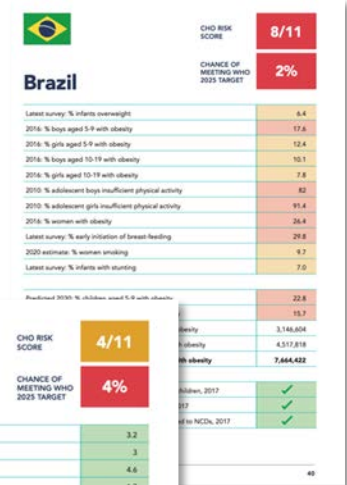 CHO RISK
SCORE
8/11
Brazil
CHANCE OF
MEETING WHO
2025 TARGET
2%
Latest survey: % infants overweight 6.4
2016: % boys aged 5-9 with obesity 17.6
2016: % girls aged 5-9 with obesity 12.4
2016: % boys aged 10-19 with obesity 10.1
2016: % girls aged 10-19 with obesity 7.8
2010: % adolescent boys insufficient physical activity 82
2010: % adolescent girls insufficient physical activity 91.4
2016: % women with obesity 26.4
Latest survey: % early initiation of breast-feeding 29.8
2020 estimate: % women smoking 9.7
Latest survey: % infants with stunting 7.0
Predicted 2030: % children aged 5-9 with obesity 22.8
15.7
besity 3,146,604
obesity 4,517,818
th obesity 7,664,422
children, 2017
017
ed to NCDs, 2017
40
CHO RISK
SCORE
4/11
CHANCE OF
MEETING WHO
2025 TARGET
4%
3.2
3
4.6